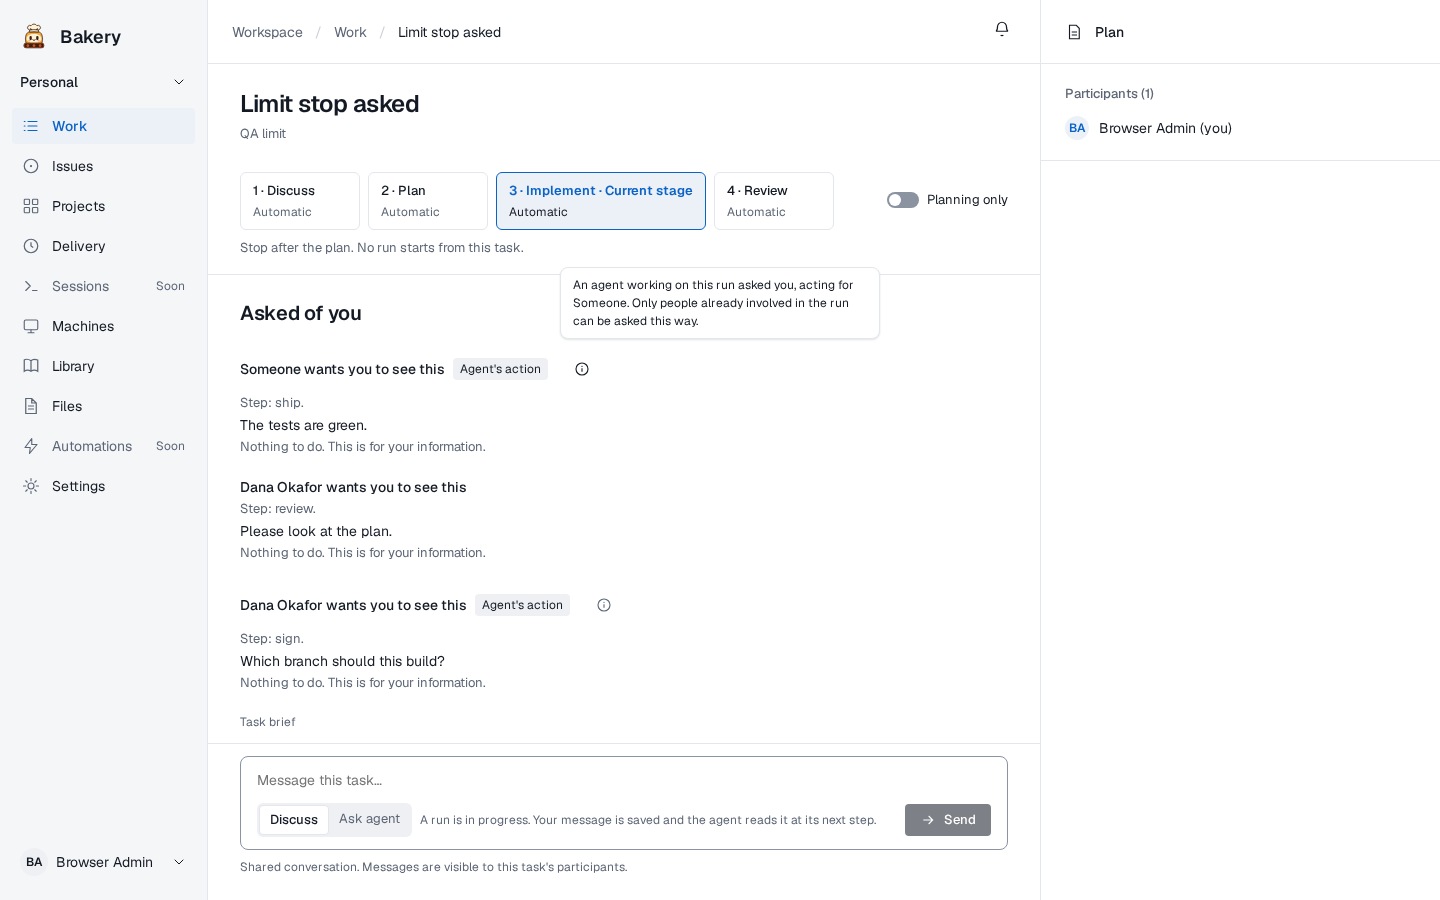 Bakery
Personal
Work
Issues
Projects
Delivery
Sessions Soon
Machines
Library
Files
Automations Soon
Settings
BA Browser Admin
Workspace / Work / Limit stop asked
Limit stop asked
QA limit
1 · Discuss
Automatic
2 · Plan
Automatic
3 · Implement · Current stage
Automatic
4 · Review
Automatic
Planning only
Stop after the plan. No run starts from this task.
An agent working on this run asked you, acting for
Someone. Only people already involved in the run
can be asked this way.
Asked of you
Someone wants you to see this Agent's action
Step: ship.
The tests are green.
Nothing to do. This is for your information.
Dana Okafor wants you to see this
Step: review.
Please look at the plan.
Nothing to do. This is for your information.
Dana Okafor wants you to see this Agent's action
Step: sign.
Which branch should this build?
Nothing to do. This is for your information.
Task brief
Message this task...
Discuss Ask agent A run is in progress. Your message is saved and the agent reads it at its next step. Send
Shared conversation. Messages are visible to this task's participants.
Plan
Participants (1)
BA Browser Admin (you)